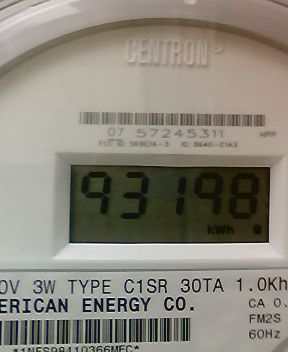 CENTRON®
07 57245311
93198
kWh
0V 3W TYPE C1SR 30TA 1.0Kh
ERICAN ENERGY CO.
CA 0.
FM2S
60Hz